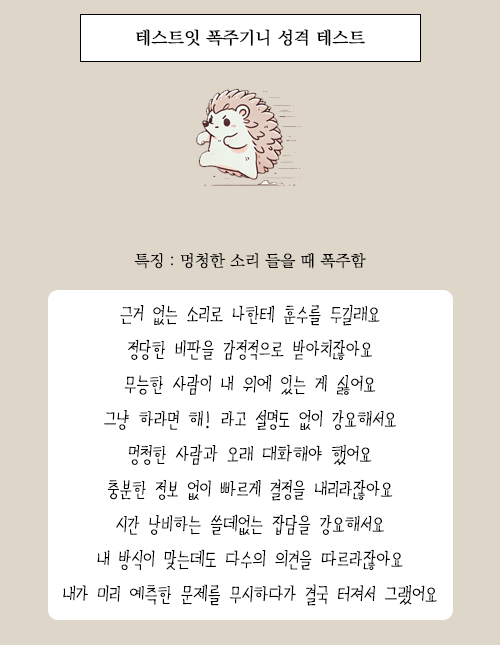 테스트잇 폭주기니 성격 테스트
특징 : 멍청한 소리 들을 때 폭주함
근거 없는 소리로 나한테 훈수를 두길래요
정당한 비판을 감정적으로 받아치잖아요
무능한 사람이 내 위에 있는 게 싫어요
그냥 하라면 해! 라고 설명도 없이 강요해서요
멍청한 사람과 오래 대화해야 했어요
충분한 정보 없이 빠르게 결정을 내리라잖아요
시간 낭비하는 쓸데없는 잡담을 강요해서요
내 방식이 맞는데도 다수의 의견을 따르라잖아요
내가 미리 예측한 문제를 무시하다가 결국 터져서 그랬어요